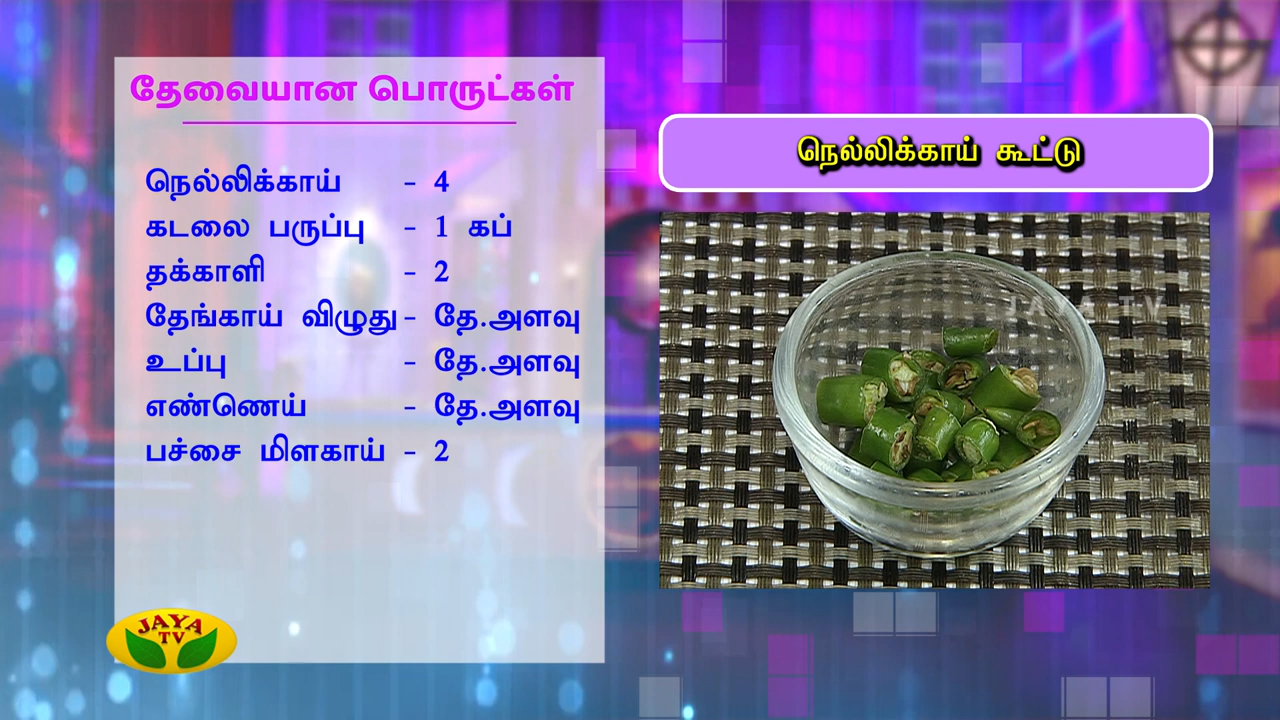 தேவையான பொருட்கள்
நெல்லிக்காய் - 4
கடலை பருப்பு - 1 கப்
தக்காளி - 2
தேங்காய் விழுது - தே.அளவு
உப்பு - தே.அளவு
எண்ணெய் - தே.அளவு
பச்சை மிளகாய் - 2
நெல்லிக்காய் கூட்டு
JAYA TV
JAYA
TV